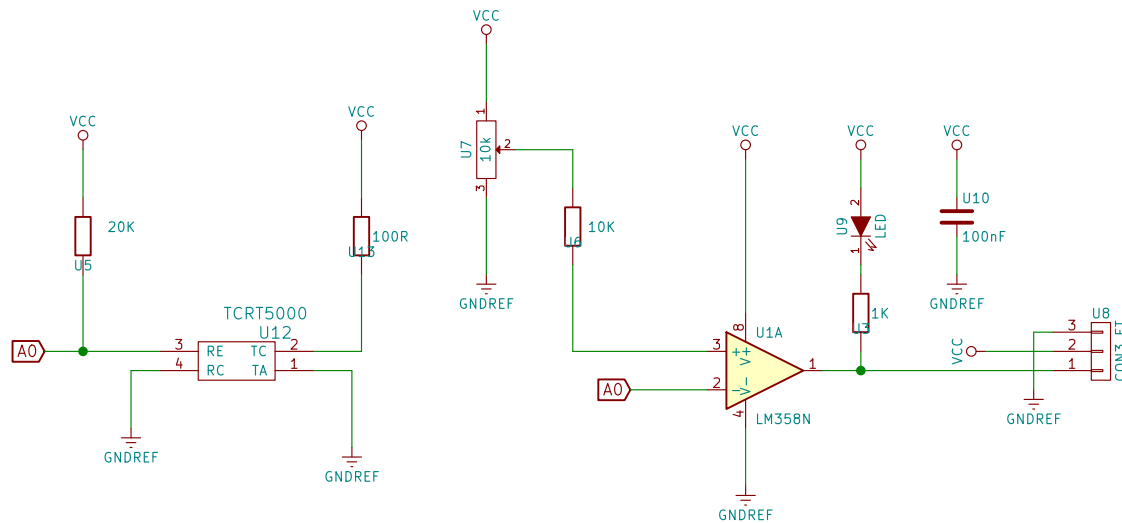 VCC
20K
U5
A0
VCC
100R
U13
TCRT5000
U12
3 RE TC 2
4 RC TA 1
GNDREF
GNDREF
VCC
1
U7
10k
2
3
GNDREF
10K
U6
VCC
8
U1A
3
V+
1
2
V-
4
LM358N
A0
GNDREF
VCC
2
U9
LED
1
1K
U3
VCC
U10
100nF
GNDREF
U8
3
VCC
2
1
GNDREF